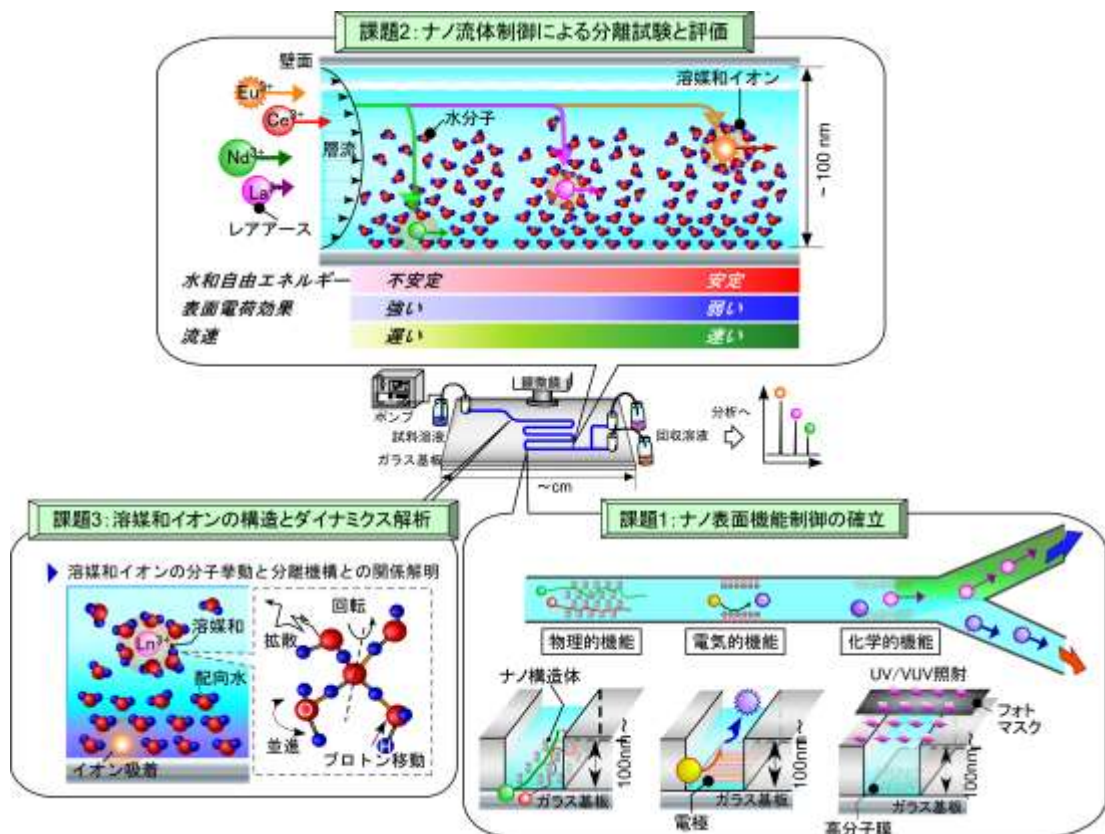 課題2：ナノ流体制御による分離試験と評価
壁面
溶媒和イオン
Eu3+
水分子
Ce3+
層流
Nd3+
~100 nm
La3+
レアアース
水和自由エネルギー 不安定 安定
表面電荷効果 強い 弱い
流速 遅い 速い
顕微鏡
ポンプ
試料溶液
ガラス基板
回収溶液
分析へ
～cm
課題3：溶媒和イオンの構造とダイナミクス解析
溶媒和イオンの分子挙動と分離機構との関係解明
Ln3+
溶媒和
配向水
イオン吸着
回転
拡散
並進
O
H
プロトン移動
課題1：ナノ表面機能制御の確立
物理的機能
電気的機能
化学的機能
ナノ構造体
100nm～
ガラス基板
100nm～
ガラス基板
電極
UV/VUV照射
フォト
マスク
100nm～
ガラス基板
高分子膜